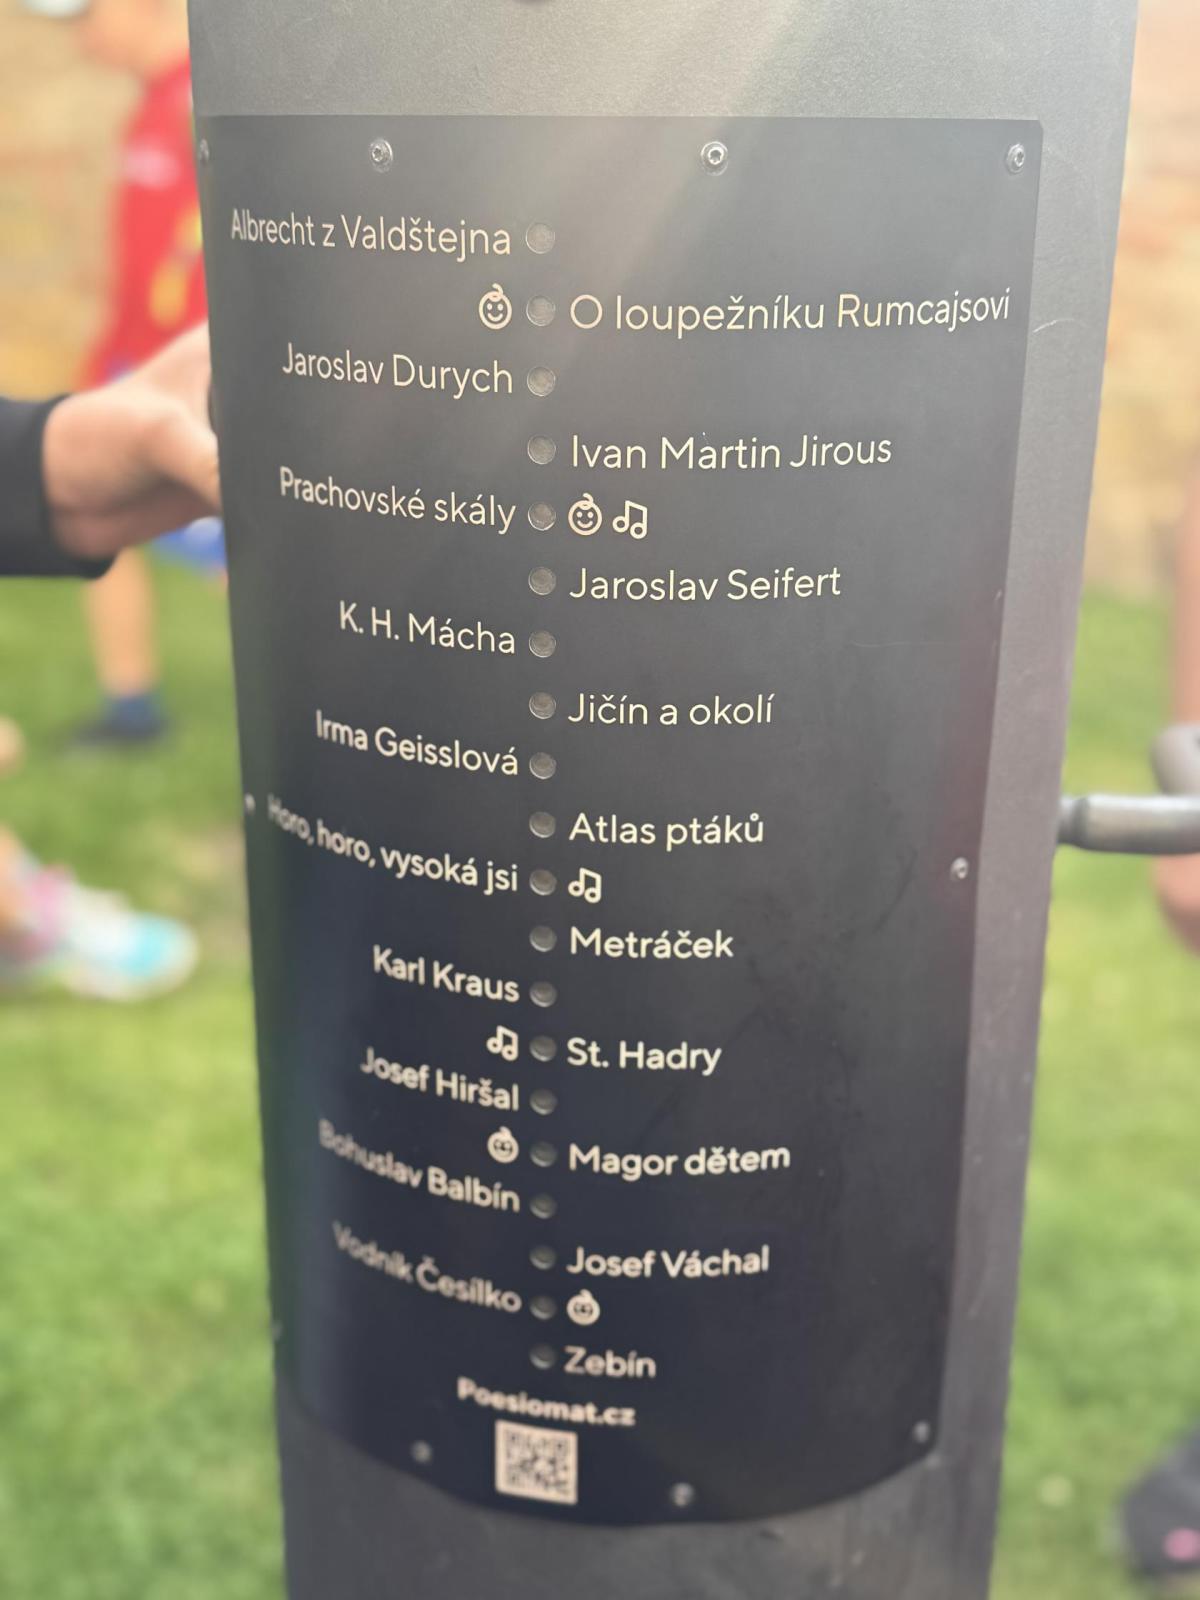 Albrecht z Valdštejna
O loupežníku Rumcajsovi
Jaroslav Durych
Ivan Martin Jirous
Prachovské skály
Jaroslav Seifert
K. H. Mácha
Jičín a okolí
Irma Geisslová
Atlas ptáků
Horo, horo, vysoká jsi
Metráček
Karl Kraus
St. Hadry
Josef Hiršal
Magor dětem
Bohuslav Balbín
Josef Váchal
Vodník Česílko
Zebín
Poesiomat.cz